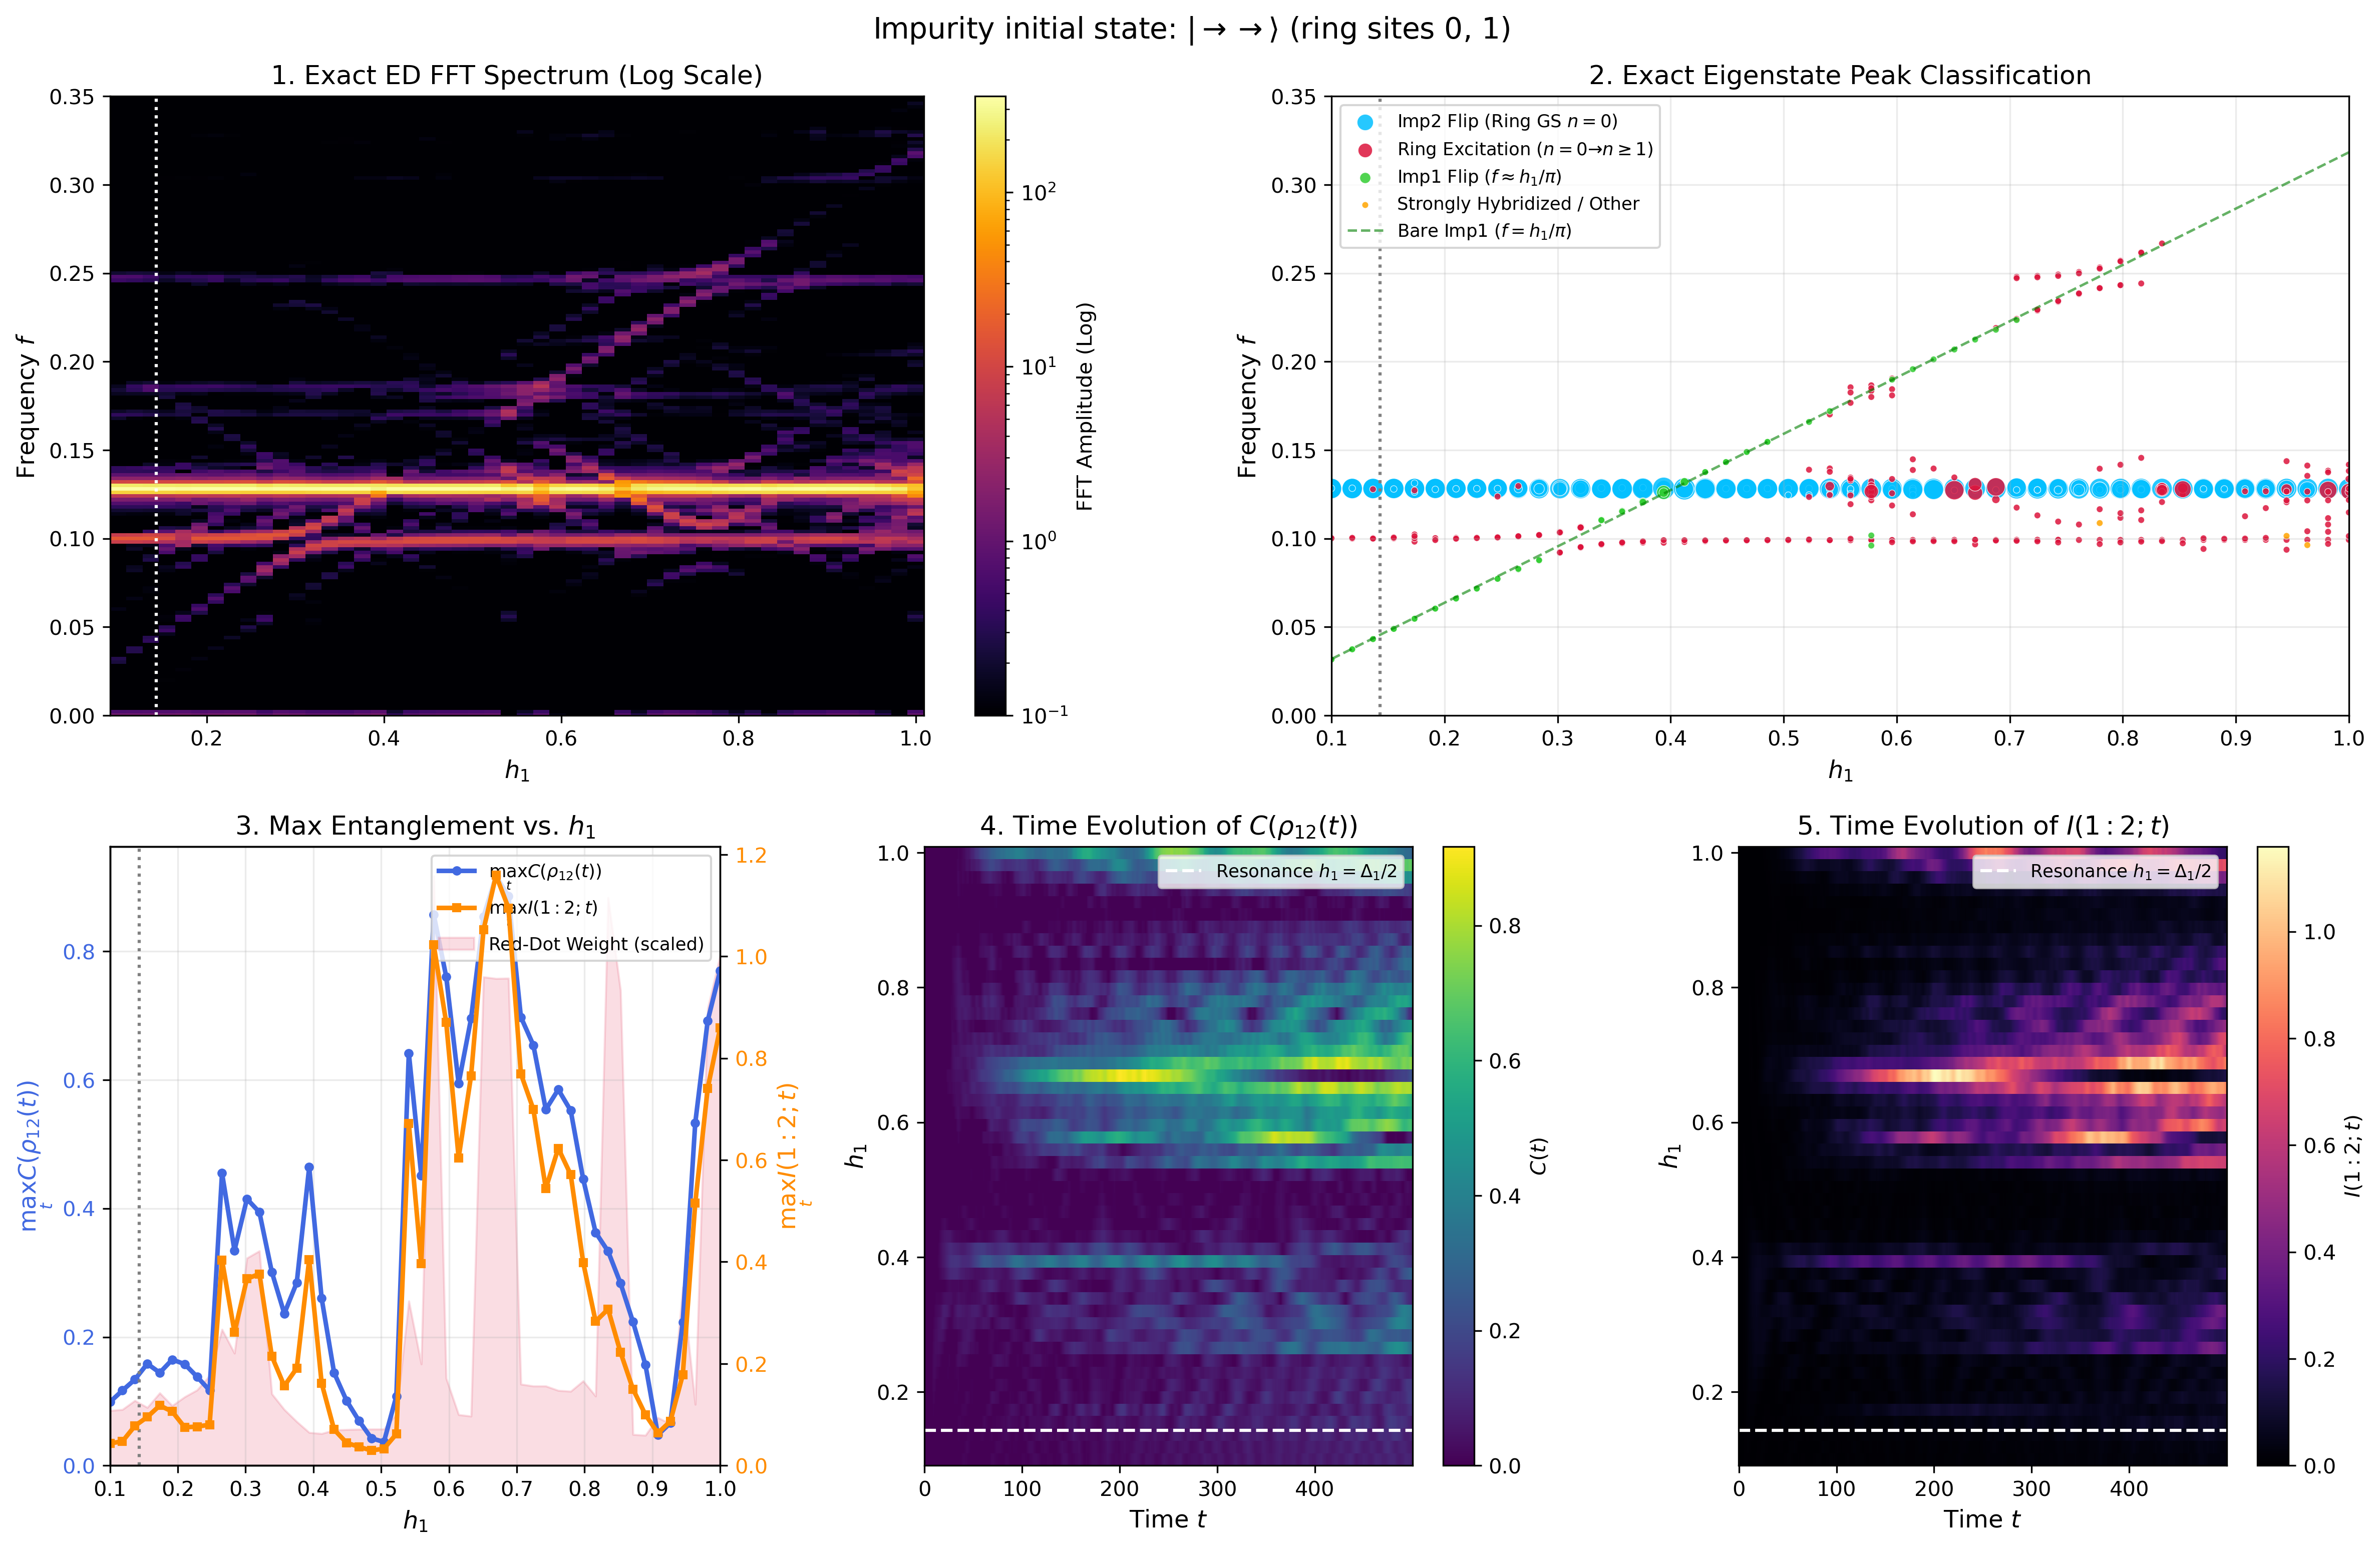 Impurity initial state: |→→⟩ (ring sites 0, 1)
1. Exact ED FFT Spectrum (Log Scale)
0.35
0.30
0.25
0.20
0.15
0.10
0.05
0.00
Frequency f
0.2
0.4
0.6
0.8
1.0
h₁
10²
10¹
10⁰
10⁻¹
FFT Amplitude (Log)
2. Exact Eigenstate Peak Classification
Imp2 Flip (Ring GS n = 0)
Ring Excitation (n = 0→n ≥ 1)
Imp1 Flip (f ≈ h₁/π)
Strongly Hybridized / Other
Bare Imp1 (f = h₁/π)
0.35
0.30
0.25
0.20
0.15
0.10
0.05
0.00
Frequency f
0.1
0.2
0.3
0.4
0.5
0.6
0.7
0.8
0.9
1.0
h₁
3. Max Entanglement vs. h₁
max C(ρ₁₂(t))
t
max I(1 : 2; t)
Red-Dot Weight (scaled)
0.8
0.6
0.4
0.2
0.0
max C(ρ₁₂(t))
t
1.2
1.0
0.8
0.6
0.4
0.2
0.0
max I(1 : 2; t)
t
0.1
0.2
0.3
0.4
0.5
0.6
0.7
0.8
0.9
1.0
h₁
4. Time Evolution of C(ρ₁₂(t))
Resonance h₁ = Δ₁/2
1.0
0.8
0.6
0.4
0.2
h₁
0
100
200
300
400
Time t
0.8
0.6
0.4
0.2
0.0
C(t)
5. Time Evolution of I(1 : 2; t)
Resonance h₁ = Δ₁/2
1.0
0.8
0.6
0.4
0.2
h₁
0
100
200
300
400
Time t
1.0
0.8
0.6
0.4
0.2
0.0
I(1 : 2; t)